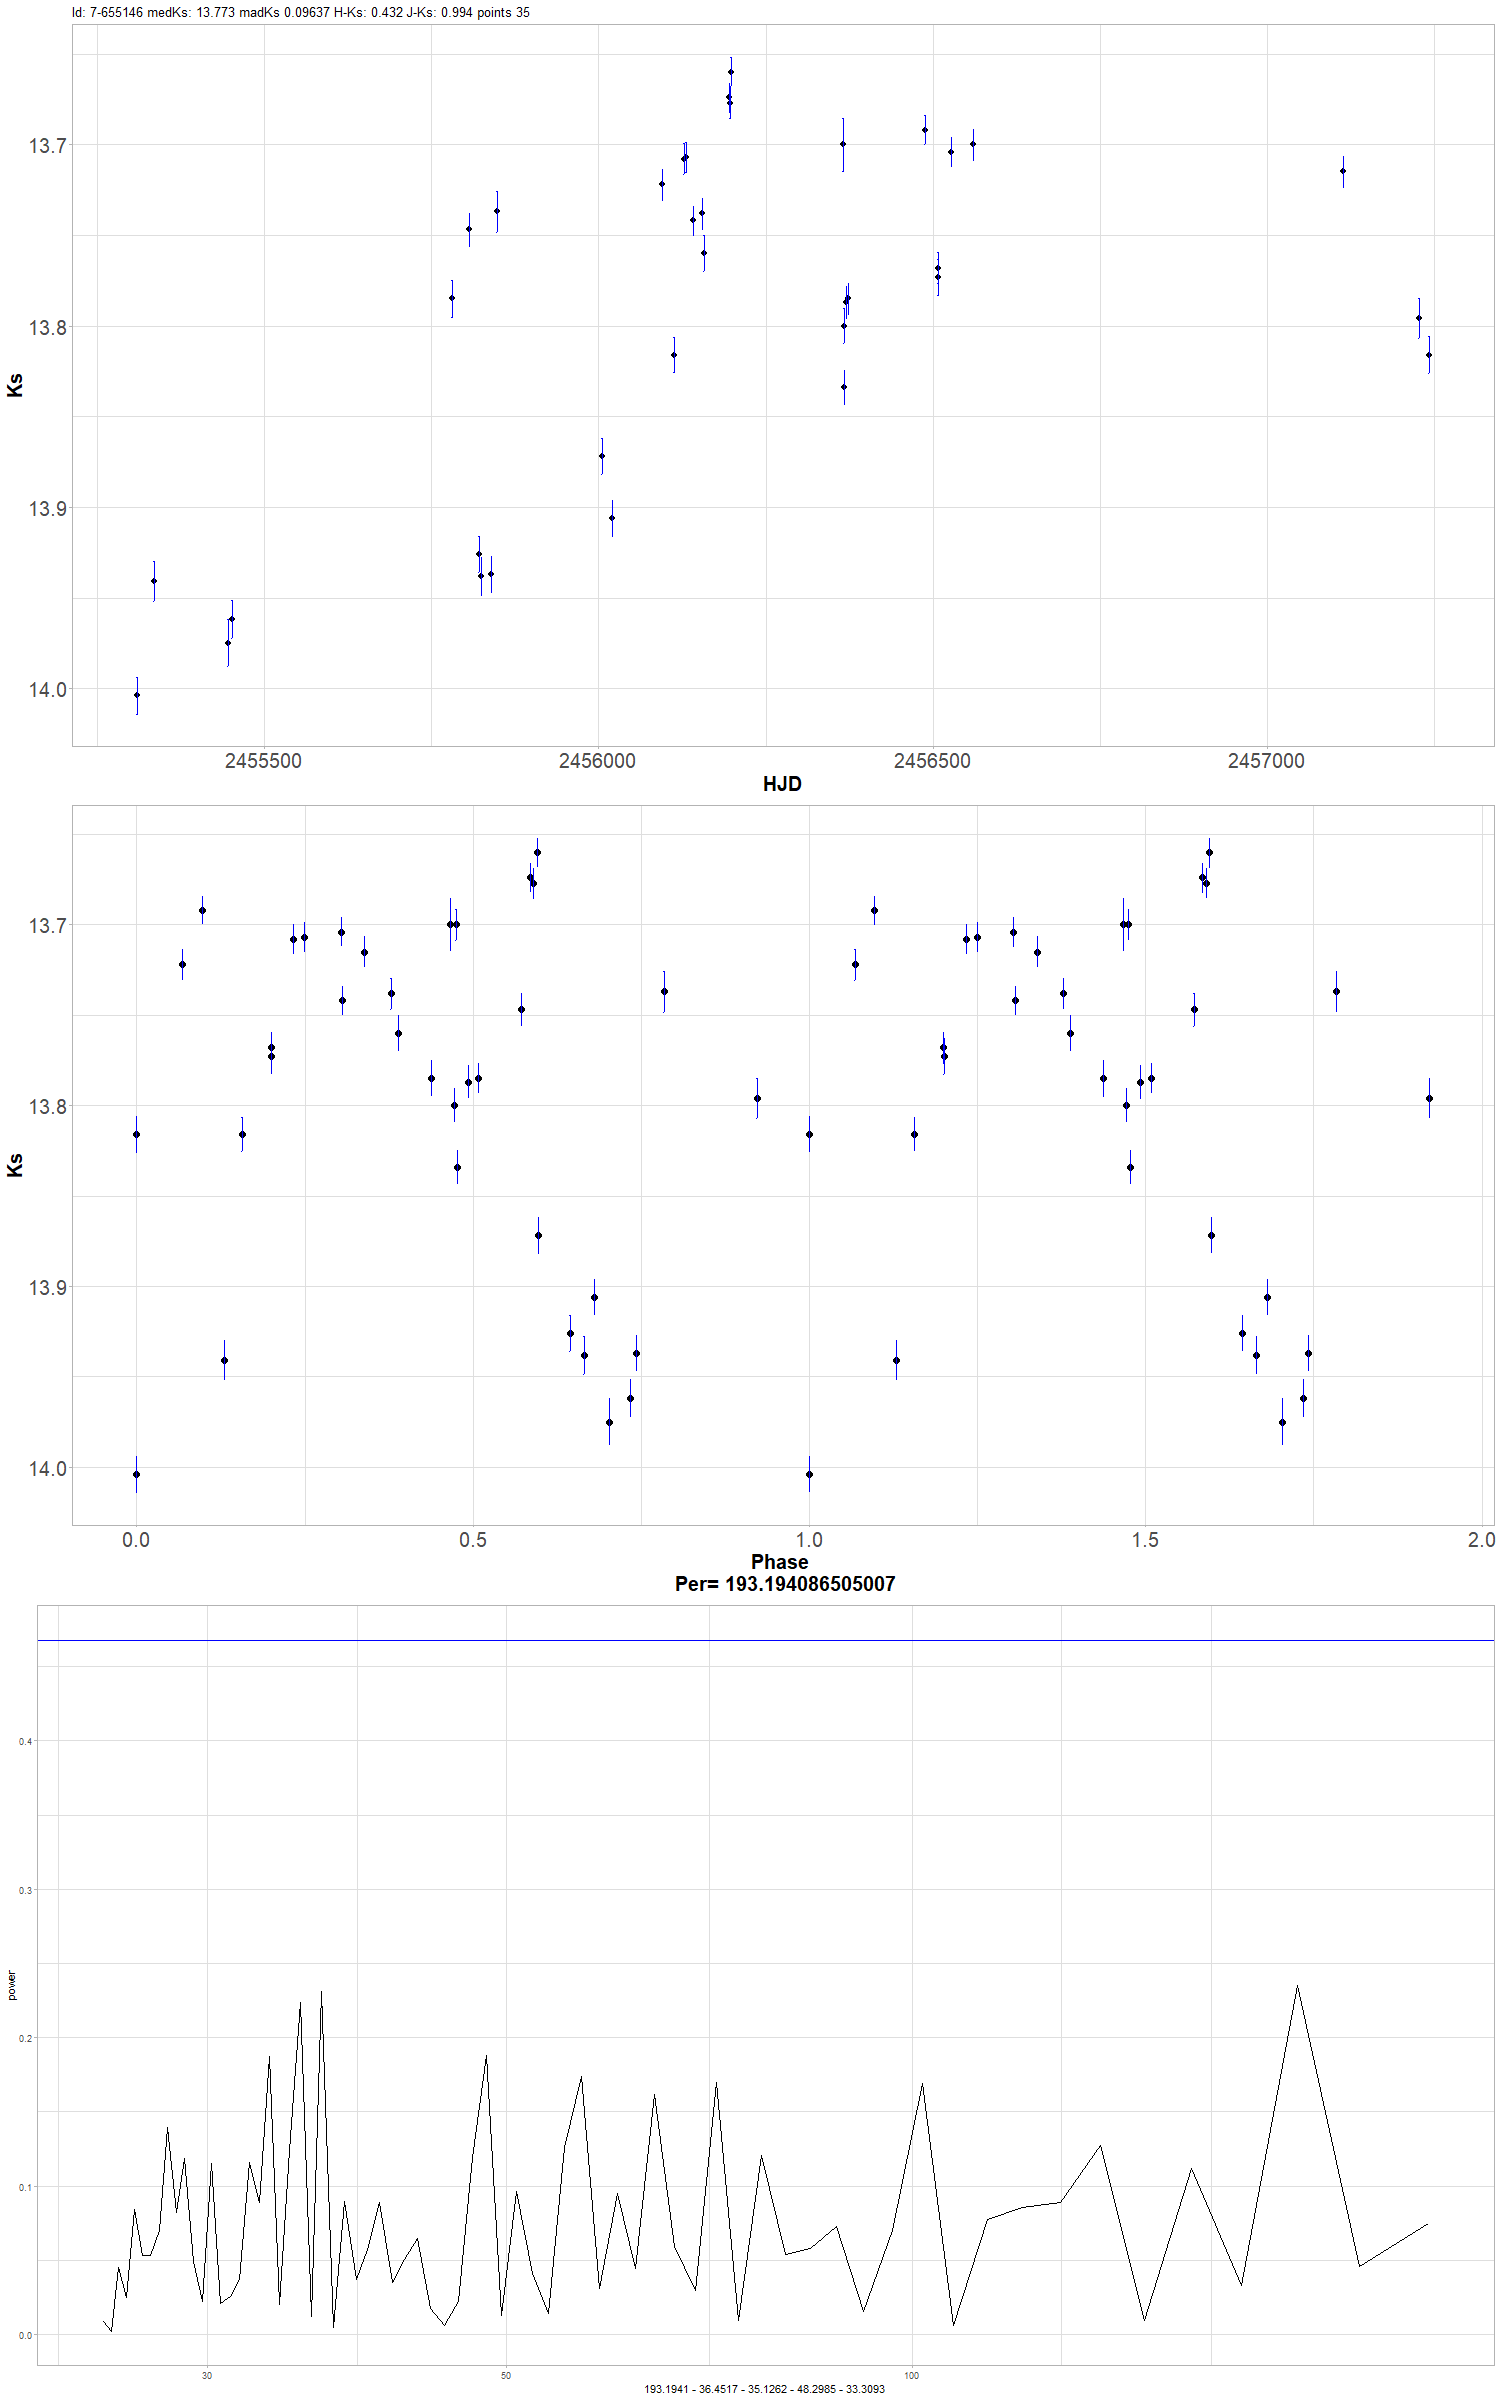 Id: 7-655146 medKs: 13.773 madKs 0.09637 H-Ks: 0.432 J-Ks: 0.994 points 35
13.7
13.8
13.9
14.0
Ks
2455500 2456000 2456500 2457000
HJD
13.7
13.8
13.9
14.0
Ks
0.0 0.5 1.0 1.5 2.0
Phase
Per= 193.194086505007
0.4
0.3
0.2
0.1
0.0
power
30 50 100
193.1941 - 36.4517 - 35.1262 - 48.2985 - 33.3093